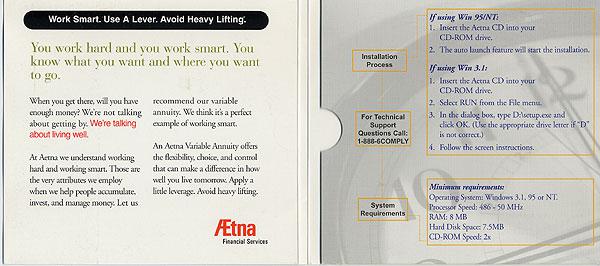 Work Smart. Use A Lever. Avoid Heavy Lifting.
You work hard and you work smart. You
know what you want and where you want
to go.
When you get there, will you have
enough money? We're not talking
about getting by. We're talking
about living well.
At Aetna we understand working
hard and working smart. Those are
the very attributes we employ
when we help people accumulate,
invest, and manage money. Let us
recommend our variable
annuity. We think it's a perfect
example of working smart.
An Aetna Variable Annuity offers
the flexibility, choice, and control
that can make a difference in how
well you live tomorrow. Apply a
little leverage. Avoid heavy lifting.
Ætna
Financial Services
Installation
Process
If using Win 95/NT:
1. Insert the Aetna CD into your
CD-ROM drive.
2. The auto launch feature will start the installation.
If using Win 3.1:
1. Insert the Aetna CD into your
CD-ROM drive.
2. Select RUN from the File menu.
3. In the dialog box, type D:\setup.exe and
click OK. (Use the appropriate drive letter if "D"
is not correct.)
4. Follow the screen instructions.
For Technical
Support
Questions Call:
1-888-6COMPLY
System
Requirements
Minimum requirements:
Operating System: Windows 3.1, 95 or NT.
Processor Speed: 486 - 50 MHz
RAM: 8 MB
Hard Disk Space: 7.5MB
CD-ROM Speed: 2x
12
10